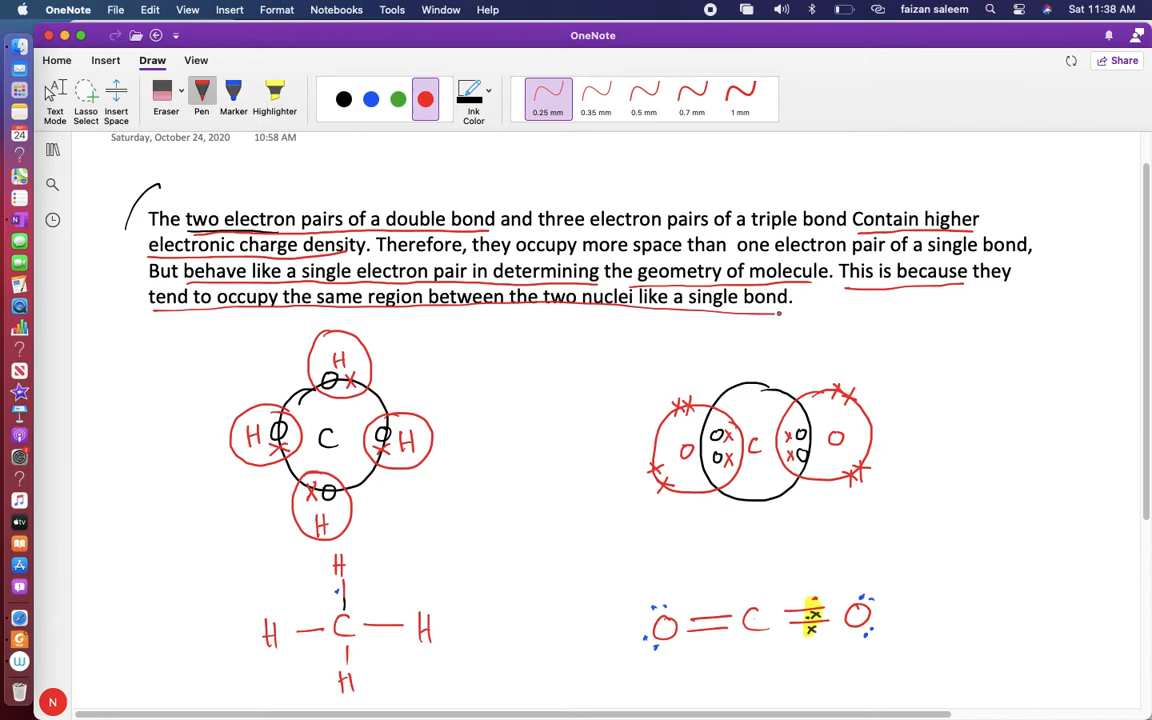 OneNote File Edit View Insert Format Notebooks Tools Window Help faizan saleem Sat 11:38 AM
OneNote
Home Insert Draw View Share
Text Mode
Lasso Select
Insert Space
Eraser
Pen
Marker
Highlighter
Ink Color
0.25 mm 0.35 mm 0.5 mm 0.7 mm 1 mm
OCT 24
Saturday, October 24, 2020 10:58 AM
The two electron pairs of a double bond and three electron pairs of a triple bond Contain higher
electronic charge density. Therefore, they occupy more space than one electron pair of a single bond,
But behave like a single electron pair in determining the geometry of molecule. This is because they
tend to occupy the same region between the two nuclei like a single bond.
H
O X
H O X C O X H
X O
H
X X X X
O O X C X O O
O X X O
X X X X
H
H — C — H
H
O = C = O
N